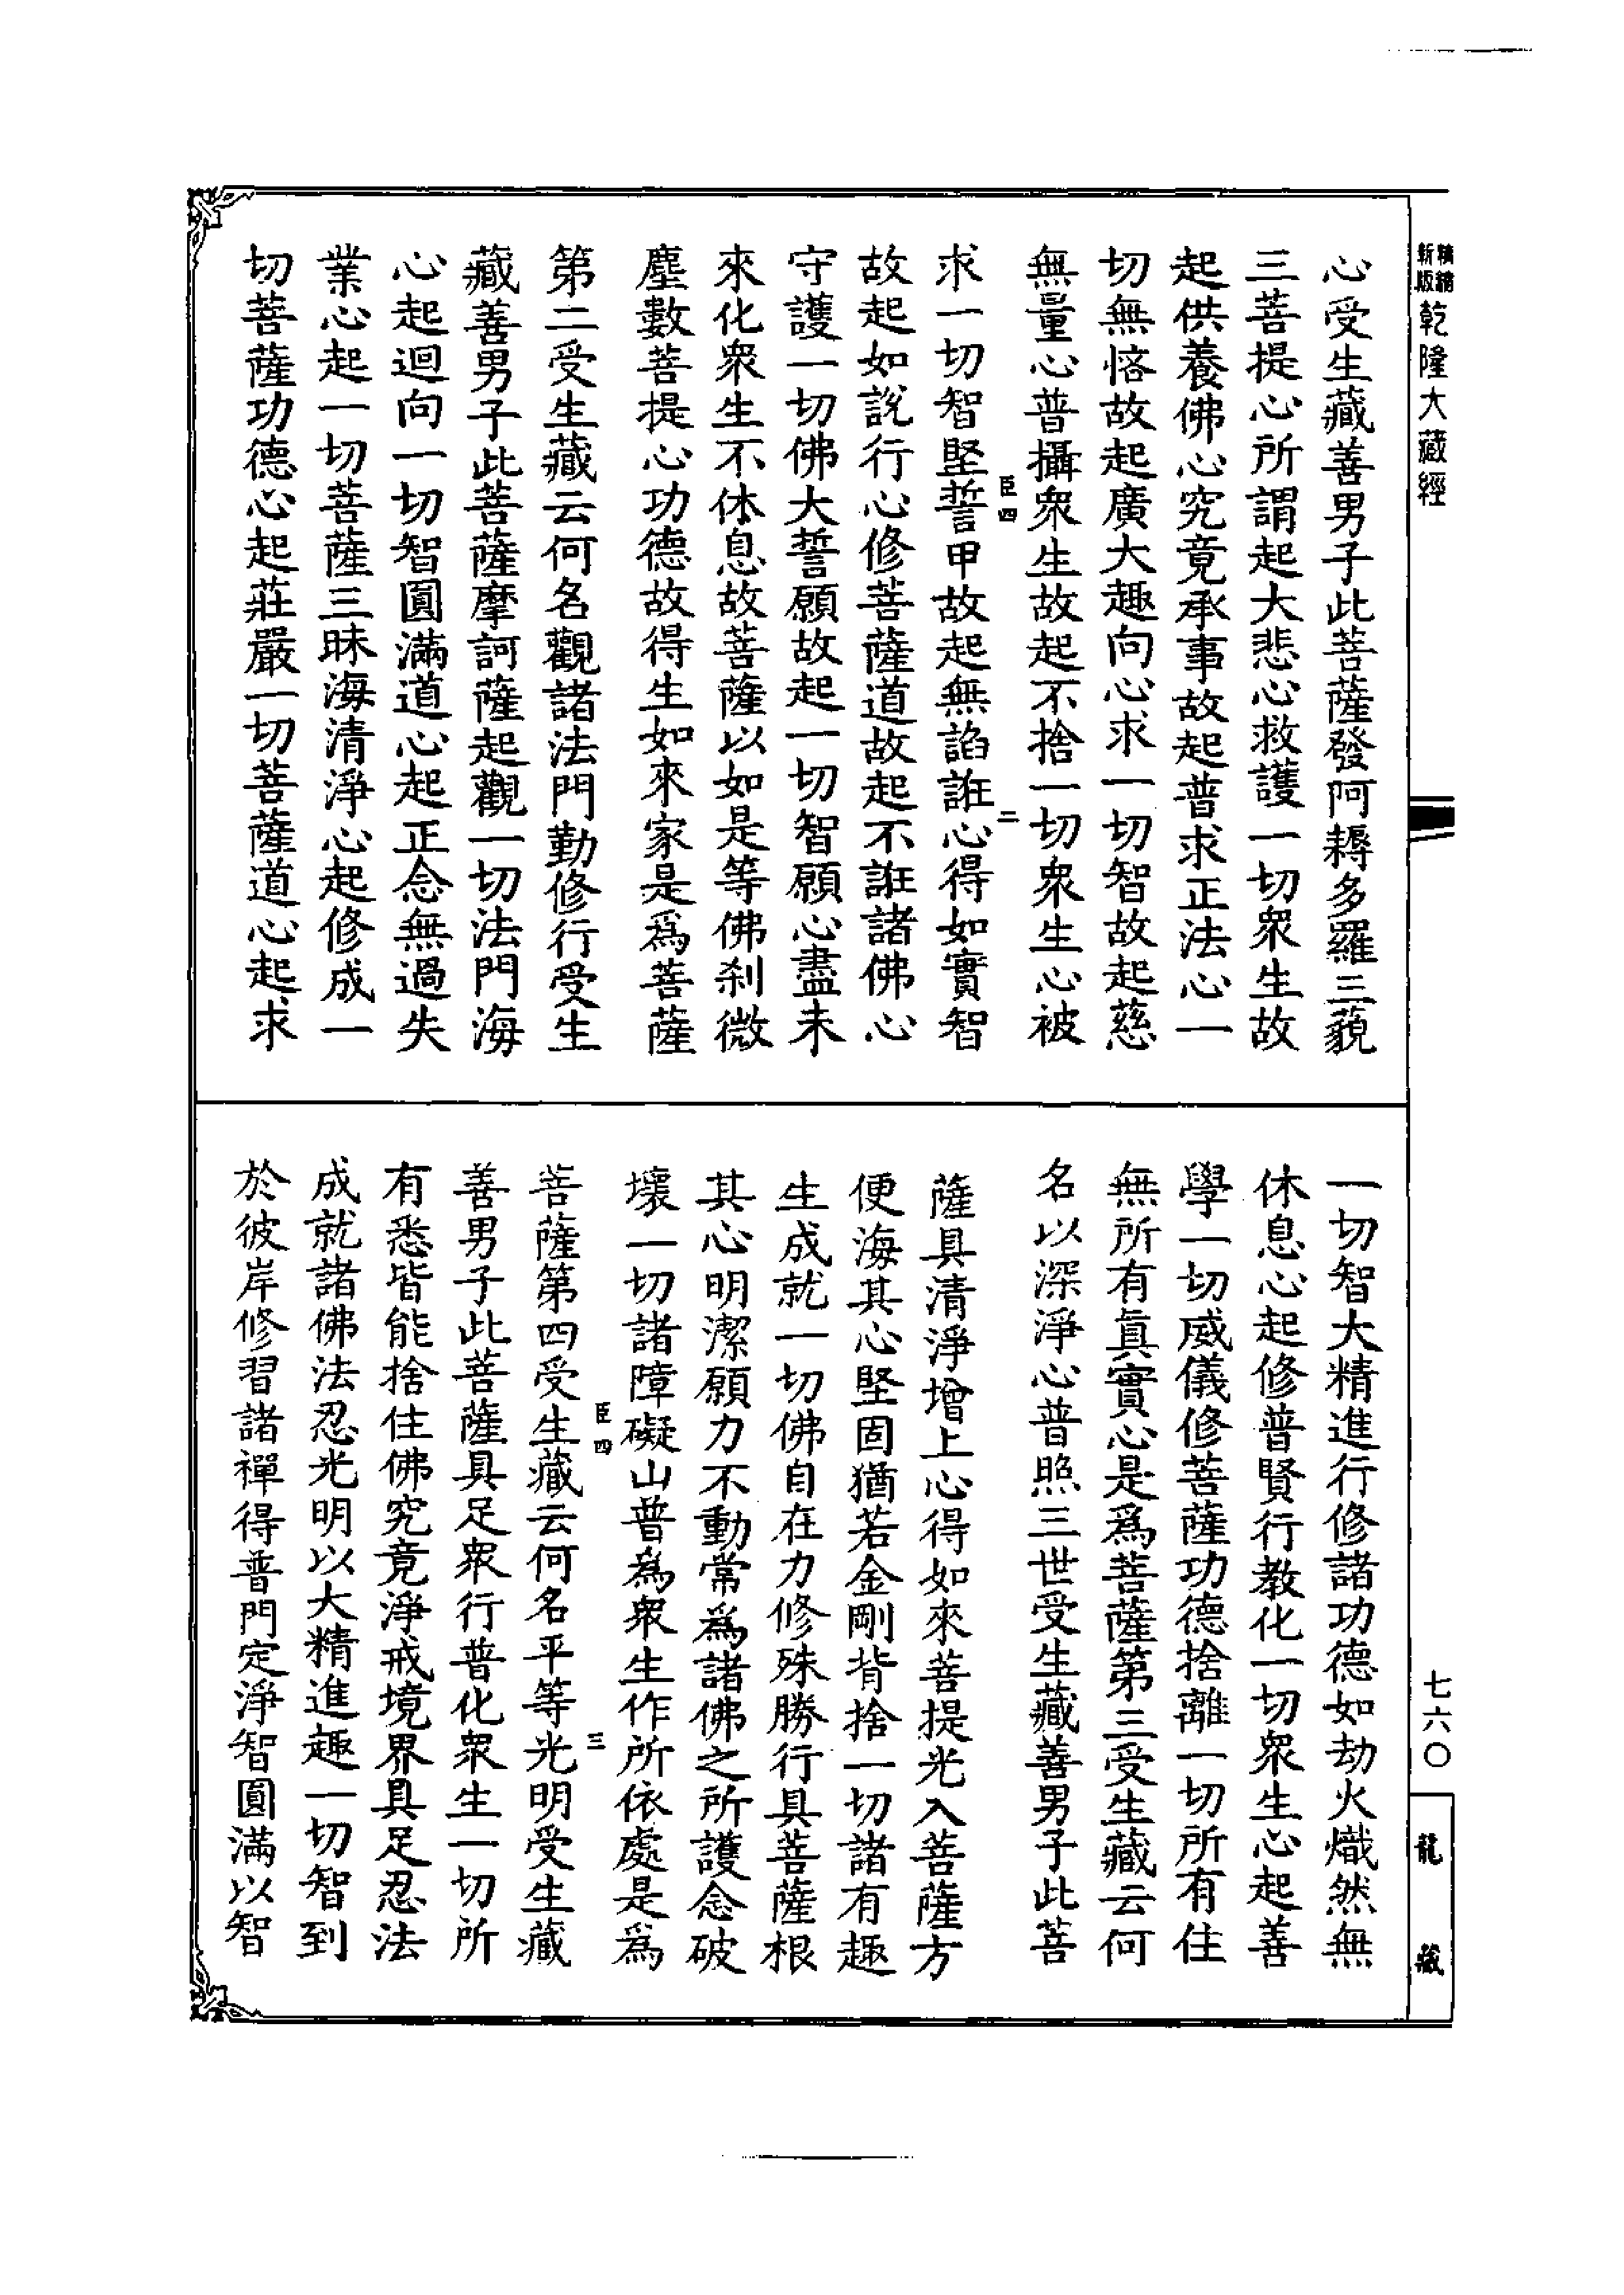 精縮
新版
乾隆大藏經
心受生藏善男子此菩薩發阿耨多羅三藐
三菩提心所謂起大悲心救護一切衆生故
起供養佛心究竟承事故起普求正法心一
切無悋故起廣大趣向心求一切智故起慈
無量心普攝衆生故起不捨一切衆生心被
臣四
二
求一切智堅誓甲故起無諂誑心得如實智
故起如說行心修菩薩道故起不誑諸佛心
守護一切佛大誓願故起一切智願心盡未
來化衆生不休息故菩薩以如是等佛刹微
塵數菩提心功德故得生如來家是爲菩薩
第二受生藏云何名觀諸法門勤修行受生
藏善男子此菩薩摩訶薩起觀一切法門海
心起迴向一切智圓滿道心起正念無過失
業心起一切菩薩三昧海清淨心起修成一
切菩薩功德心起莊嚴一切菩薩道心起求
一切智大精進行修諸功德如劫火熾然無
休息心起修普賢行教化一切衆生心起善
學一切威儀修菩薩功德捨離一切所有住
無所有眞實心是爲菩薩第三受生藏云何
名以深淨心普照三世受生藏善男子此菩
薩具清淨增上心得如來菩提光入菩薩方
便海其心堅固猶若金剛背捨一切諸有趣
生成就一切佛自在力修殊勝行具菩薩根
其心明潔願力不動常爲諸佛之所護念破
壞一切諸障礙山普爲衆生作所依處是爲
臣四
三
菩薩第四受生藏云何名平等光明受生藏
善男子此菩薩具足衆行普化衆生一切所
有悉皆能捨住佛究竟淨戒境界具足忍法
成就諸佛法忍光明以大精進趣一切智到
於彼岸修習諸禪得普門定淨智圓滿以智
七六〇
龍藏